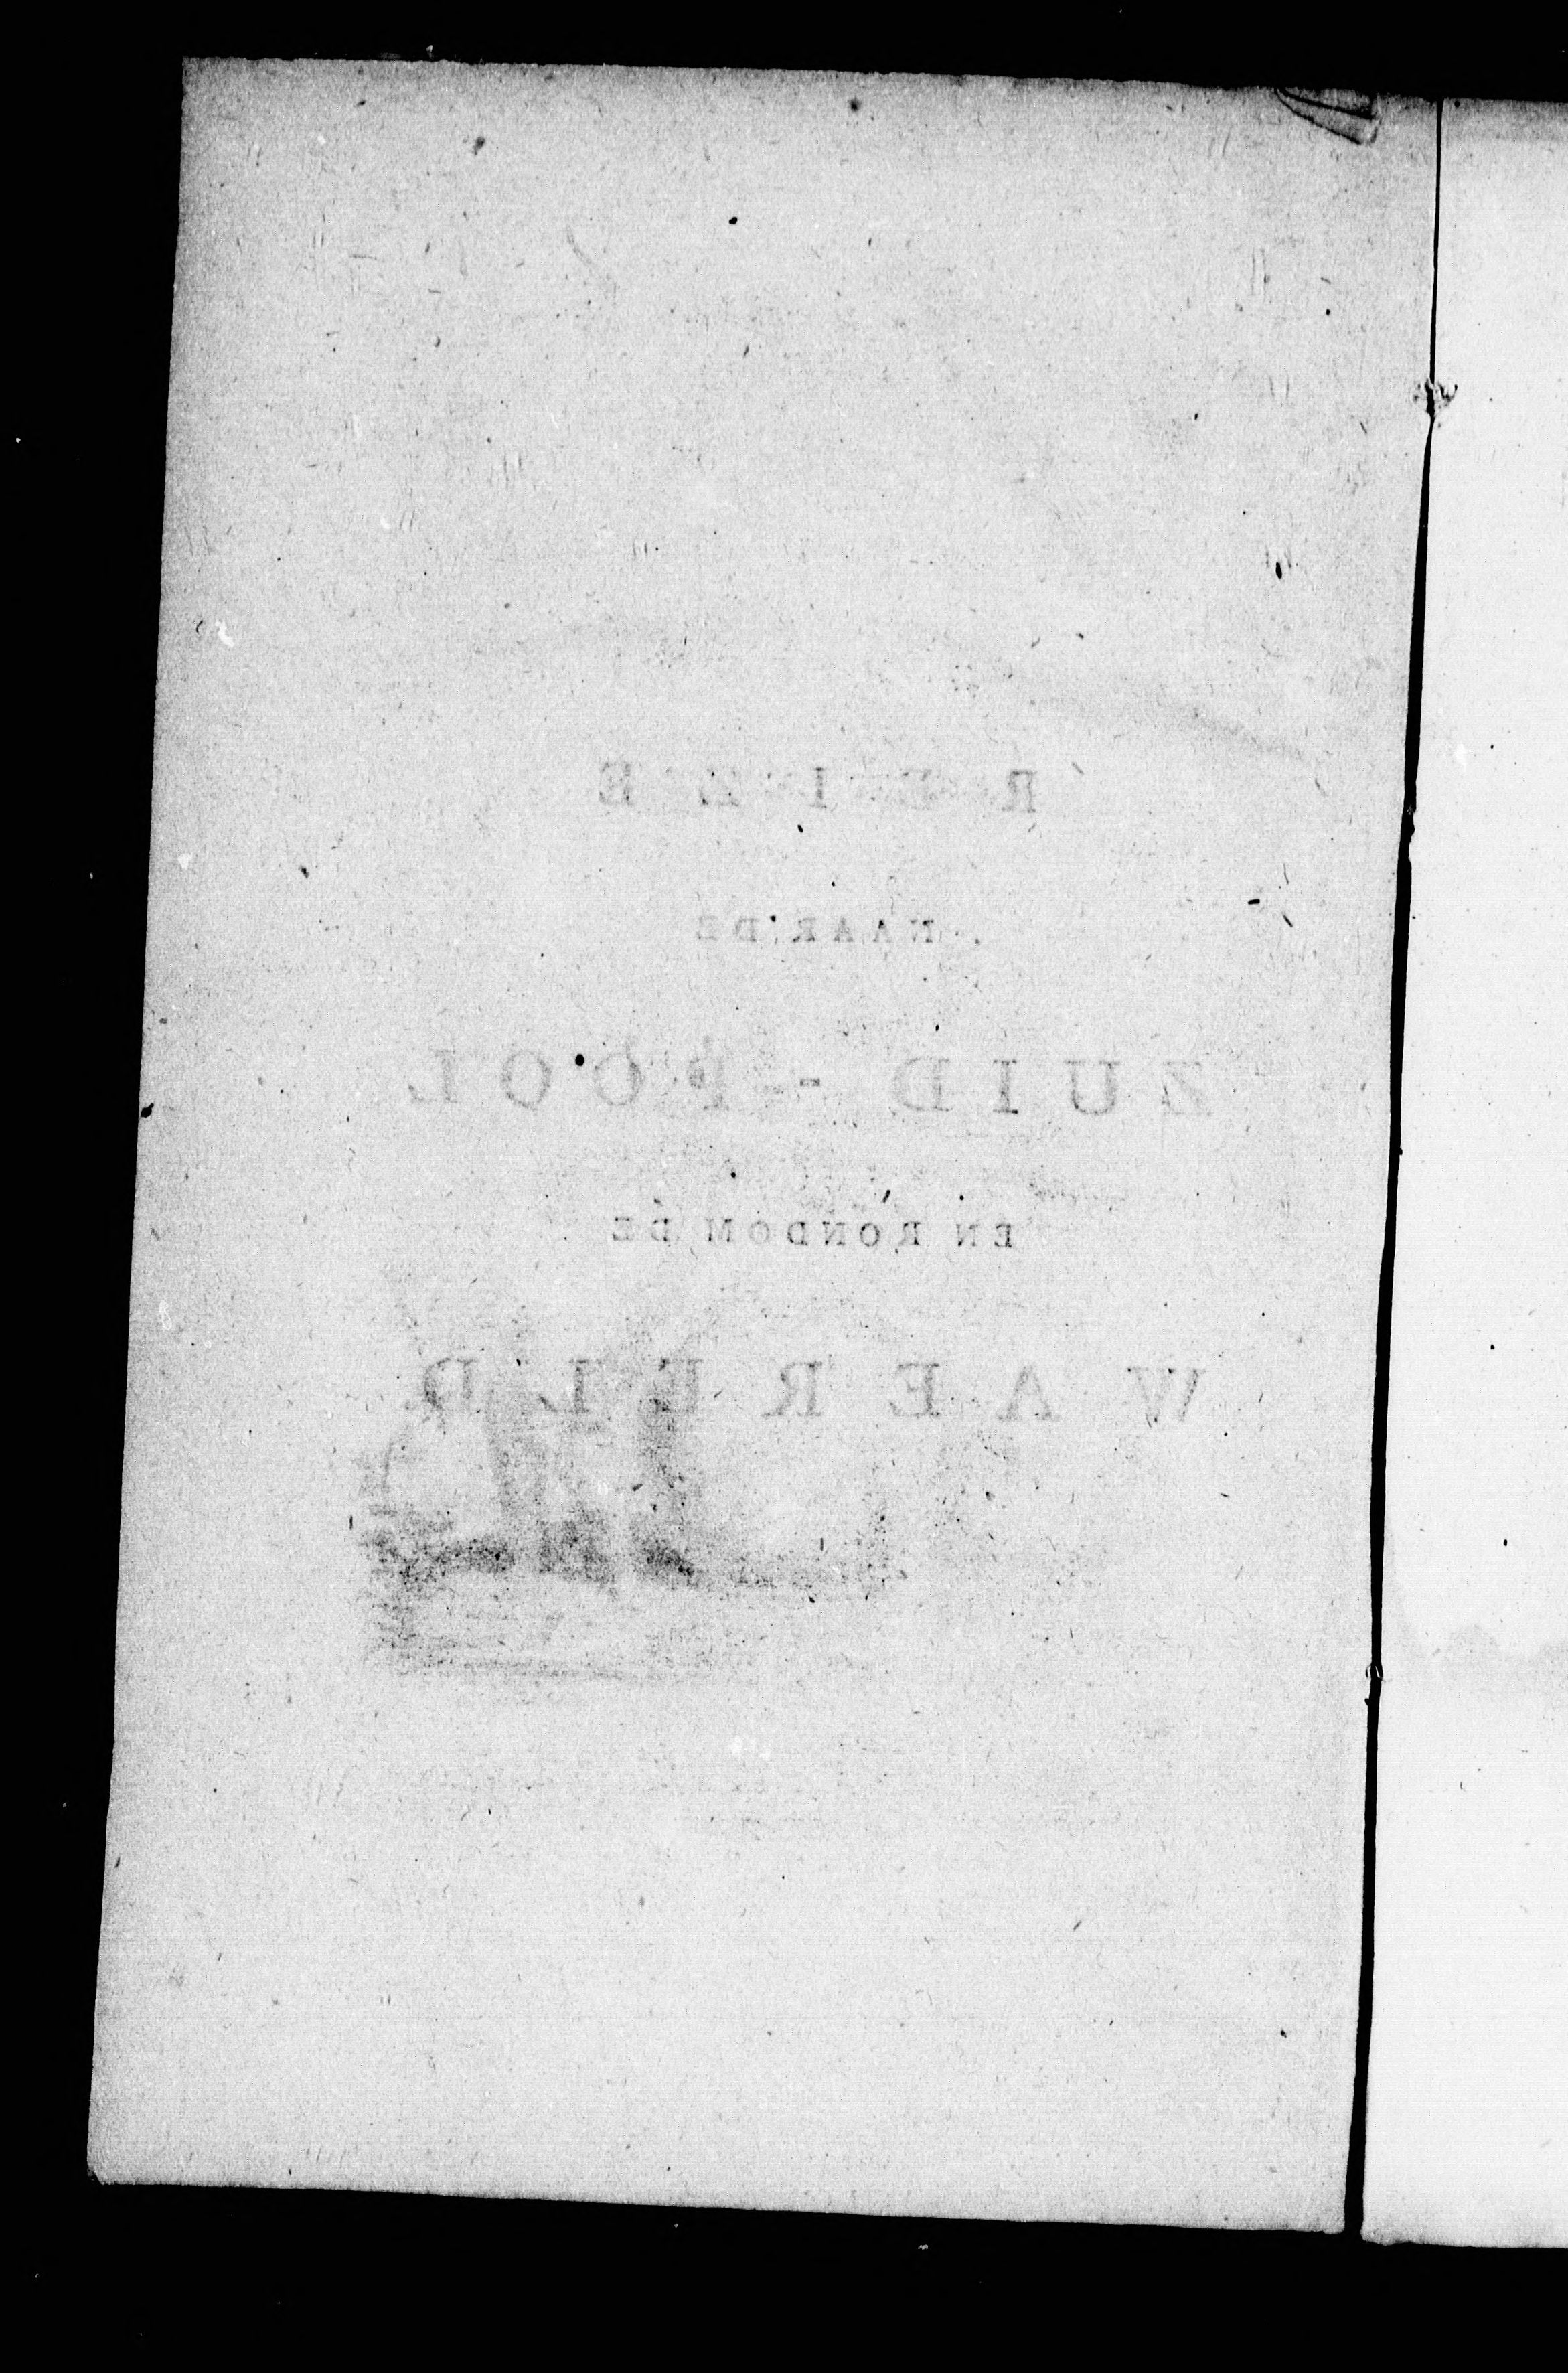 REIZE
NAAR DE
ZUID-POOL
EN RONDOM DE
WAERELD